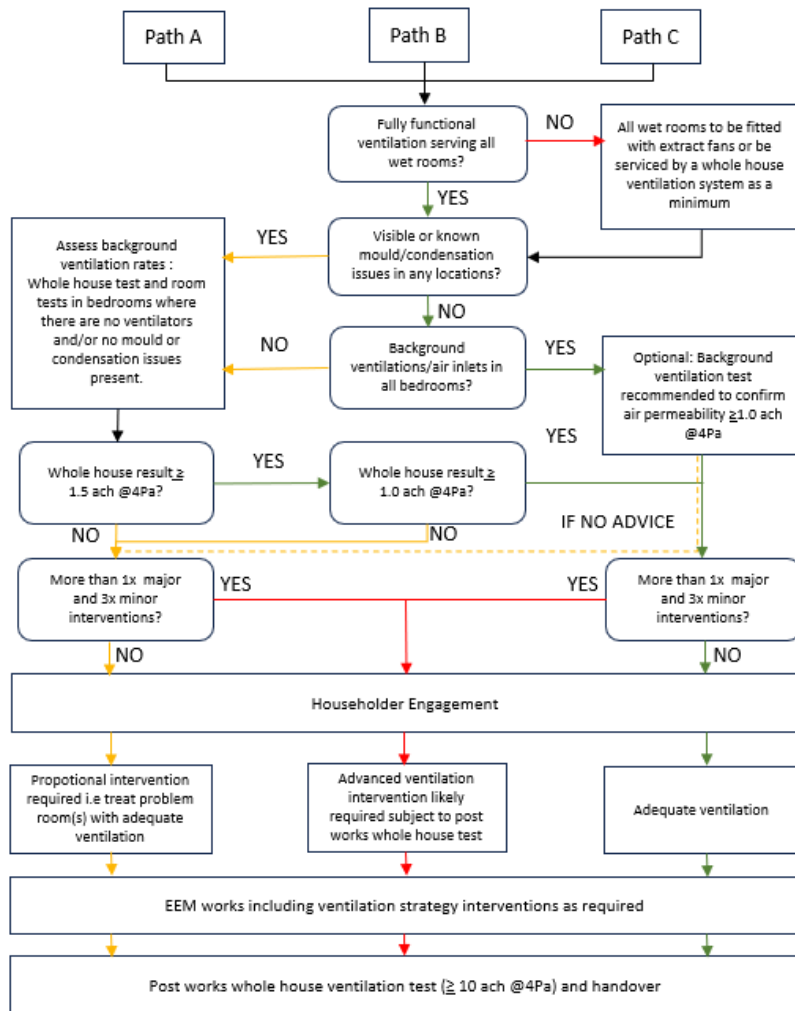 Path A
Path B
Path C
Fully functional
ventilation serving all
wet rooms?
NO
All wet rooms to be fitted
with extract fans or be
serviced by a whole house
ventilation system as a
minimum
YES
Assess background
ventilation rates :
Whole house test and room
tests in bedrooms where
there are no ventilators
and/or no mould or
condensation issues
present.
YES
Visible or known
mould/condensation
issues in any locations?
NO
NO
Background
ventilations/air inlets in
all bedrooms?
YES
Optional: Background
ventilation test
recommended to confirm
air permeability ≥1.0 ach
@4Pa
Whole house result ≥
1.5 ach @4Pa?
YES
Whole house result ≥
1.0 ach @4Pa?
YES
NO
NO
IF NO ADVICE
More than 1x major
and 3x minor
interventions?
YES
YES
More than 1x major
and 3x minor
interventions?
NO
NO
Householder Engagement
Propotional intervention
required i.e treat problem
room(s) with adequate
ventilation
Advanced ventilation
intervention likely
required subject to post
works whole house test
Adequate ventilation
EEM works including ventilation strategy interventions as required
Post works whole house ventilation test (≥ 10 ach @4Pa) and handover